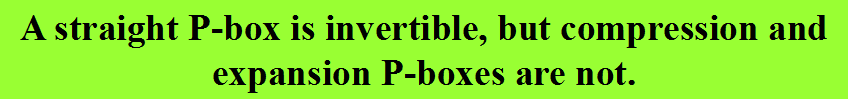 A straight P-box is invertible, but compression and
expansion P-boxes are not.